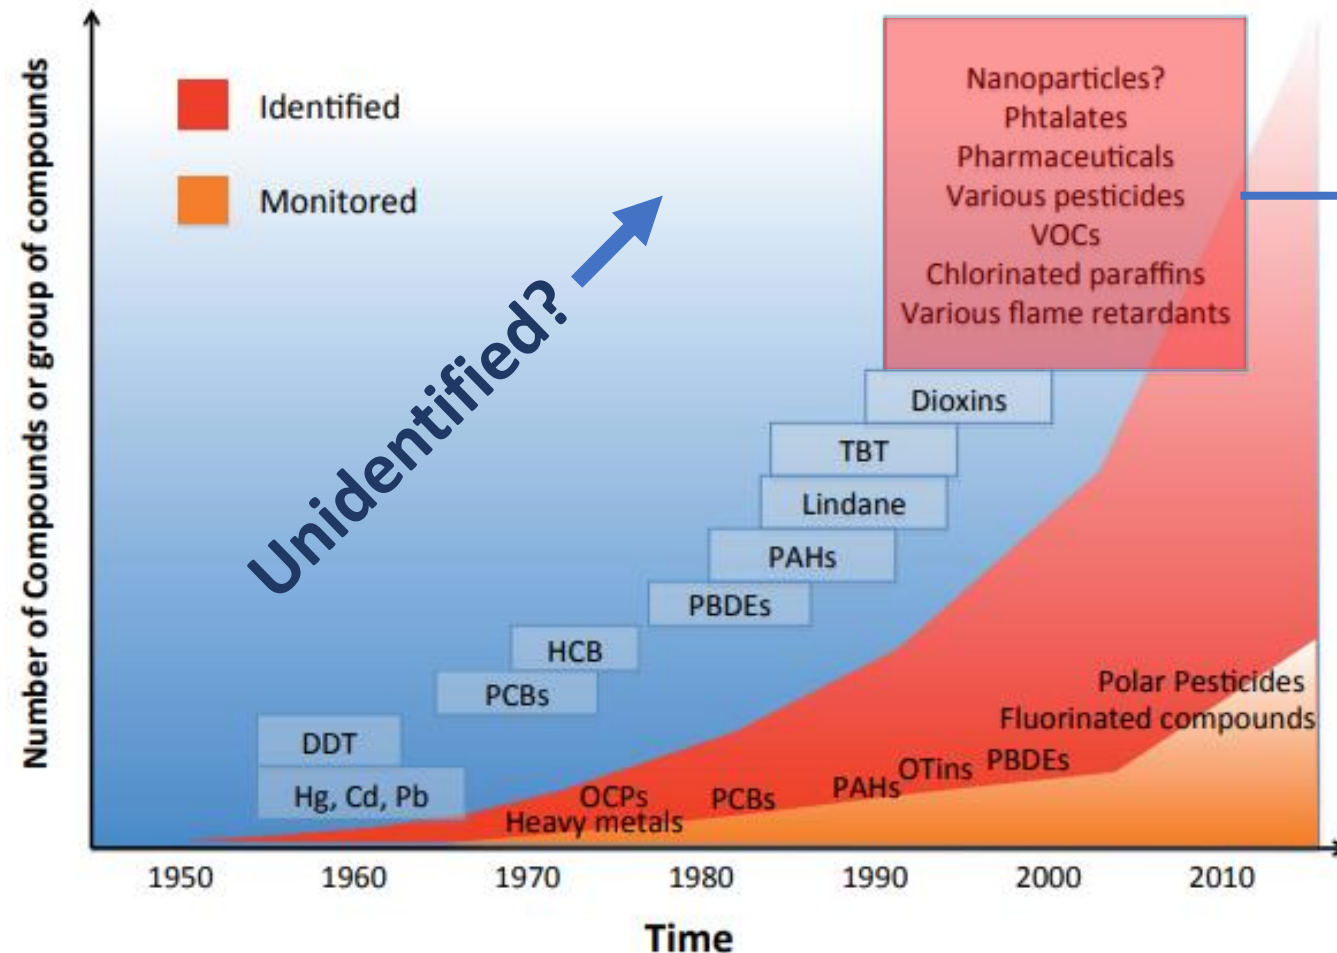 Number of Compounds or group of compounds
Identified
Monitored
Unidentified?
Nanoparticles?
Phtalates
Pharmaceuticals
Various pesticides
VOCs
Chlorinated paraffins
Various flame retardants
Dioxins
TBT
Lindane
PAHs
PBDEs
HCB
PCBs
DDT
Hg, Cd, Pb
Polar Pesticides
Fluorinated compounds
PBDEs
OTins
PAHs
PCBs
OCPs
Heavy metals
1950 1960 1970 1980 1990 2000 2010
Time